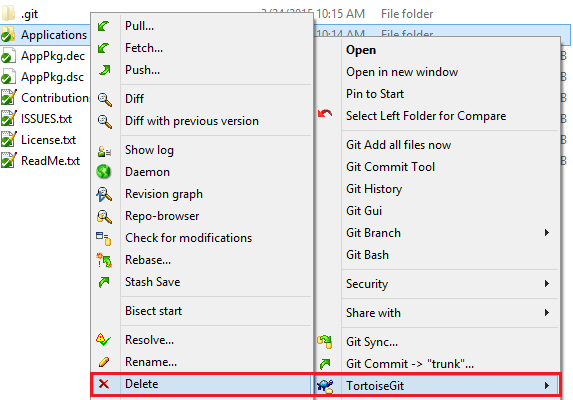 .git 3/24/2015 10:15 AM File folder
Applications 10:14 AM File folder
AppPkg.dec
AppPkg.dsc
Contributions
ISSUES.txt
License.txt
ReadMe.txt
Pull...
Fetch...
Push...
Diff
Diff with previous version
Show log
Daemon
Revision graph
Repo-browser
Check for modifications
Rebase...
Stash Save
Bisect start
Resolve...
Rename...
Delete
Open
Open in new window
Pin to Start
Select Left Folder for Compare
Git Add all files now
Git Commit Tool
Git History
Git Gui
Git Branch
Git Bash
Security
Share with
Git Sync...
Git Commit -> "trunk"...
TortoiseGit